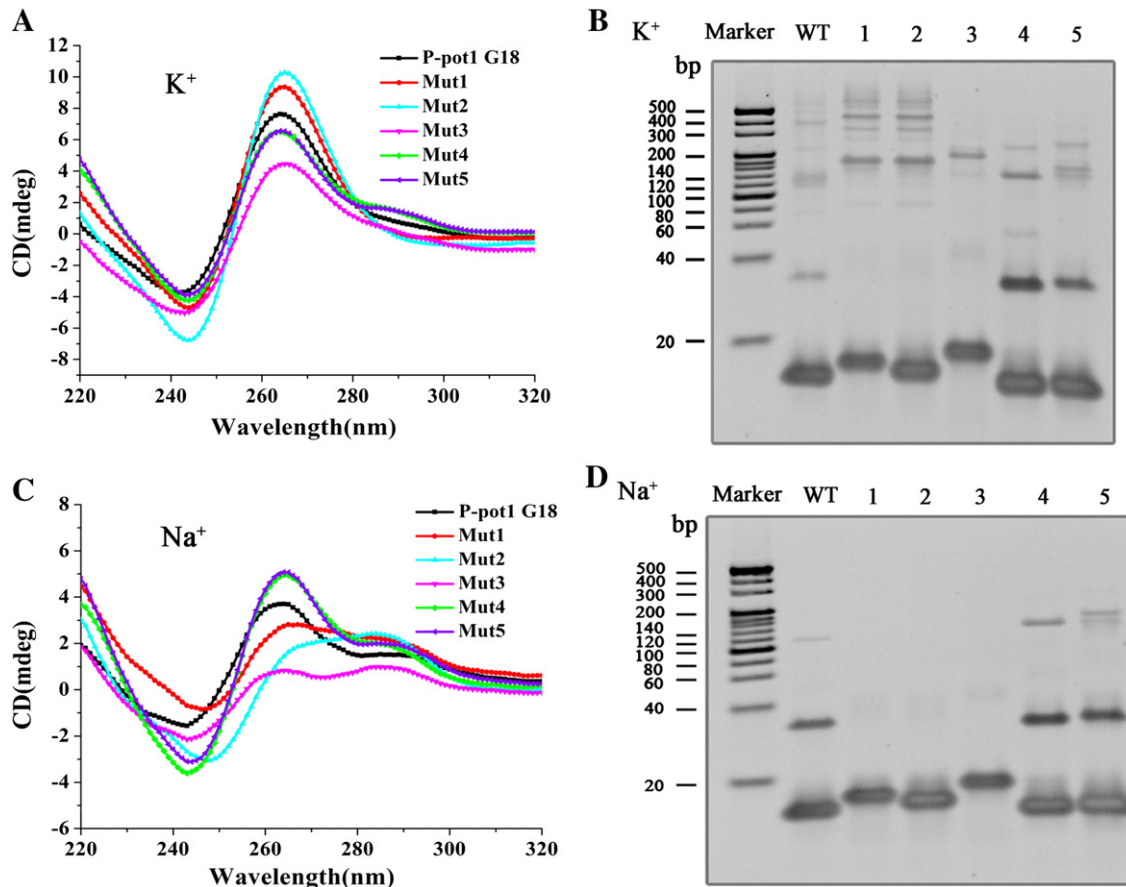 A
K⁺
P-pot1 G18
Mut1
Mut2
Mut3
Mut4
Mut5
12
10
8
6
4
2
0
-2
-4
-6
-8
CD(mdeg)
220 240 260 280 300 320
Wavelength(nm)
B
K⁺ Marker WT 1 2 3 4 5
bp
500
400
300
200
140
120
100
80
60
40
20
C
Na⁺
P-pot1 G18
Mut1
Mut2
Mut3
Mut4
Mut5
8
6
4
2
0
-2
-4
-6
CD(mdeg)
220 240 260 280 300 320
Wavelength(nm)
D
Na⁺ Marker WT 1 2 3 4 5
bp
500
400
300
200
140
120
100
80
60
40
20